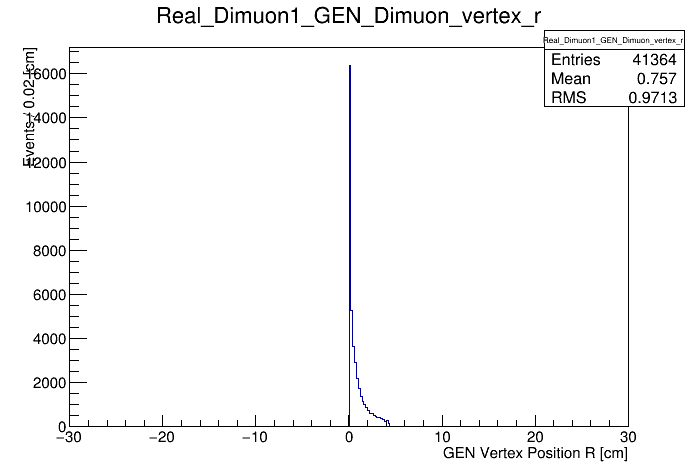 Real_Dimuon1_GEN_Dimuon_vertex_r
Real_Dimuon1_GEN_Dimuon_vertex_r
Entries 41364
Mean 0.757
RMS 0.9713
Events / 0.02 [cm]
16000
14000
12000
10000
8000
6000
4000
2000
0
−30 −20 −10 0 10 20 30
GEN Vertex Position R [cm]